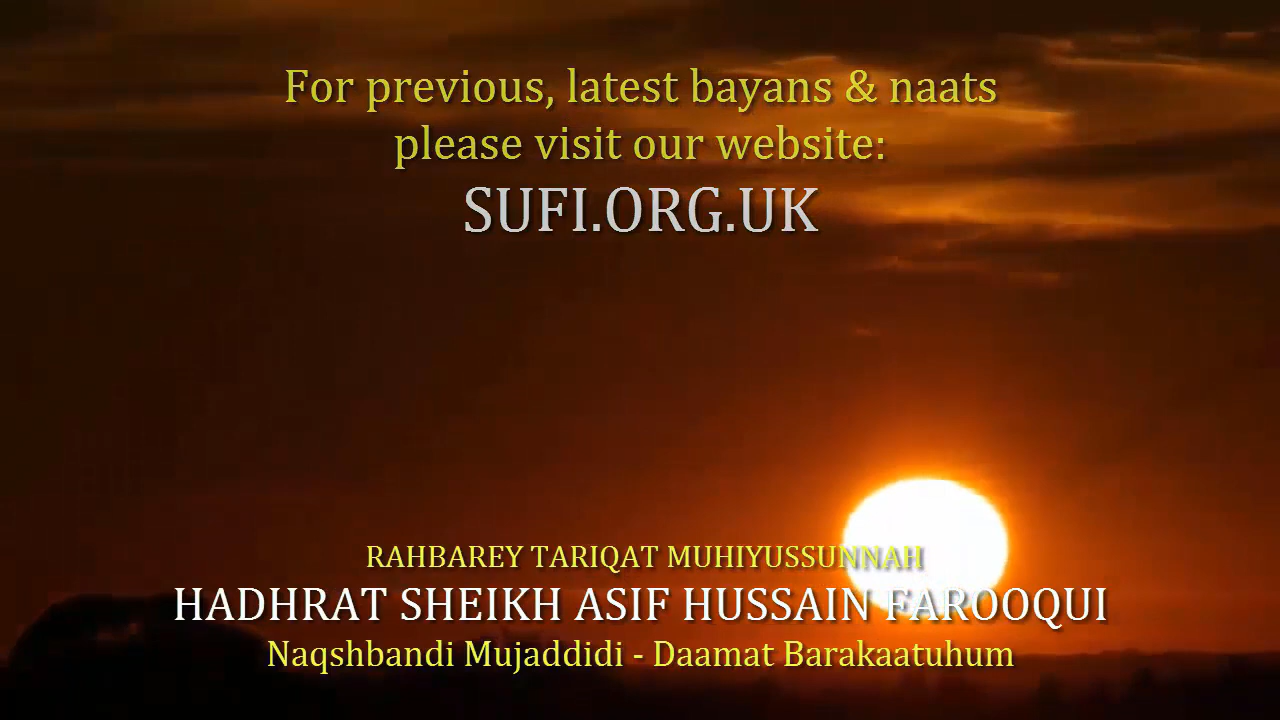 For previous, latest bayans & naats
please visit our website:
SUFI.ORG.UK
RAHBAREY TARIQAT MUHIYUSSUNNAH
HADHRAT SHEIKH ASIF HUSSAIN FAROOQUI
Naqshbandi Mujaddidi - Daamat Barakaatuhum